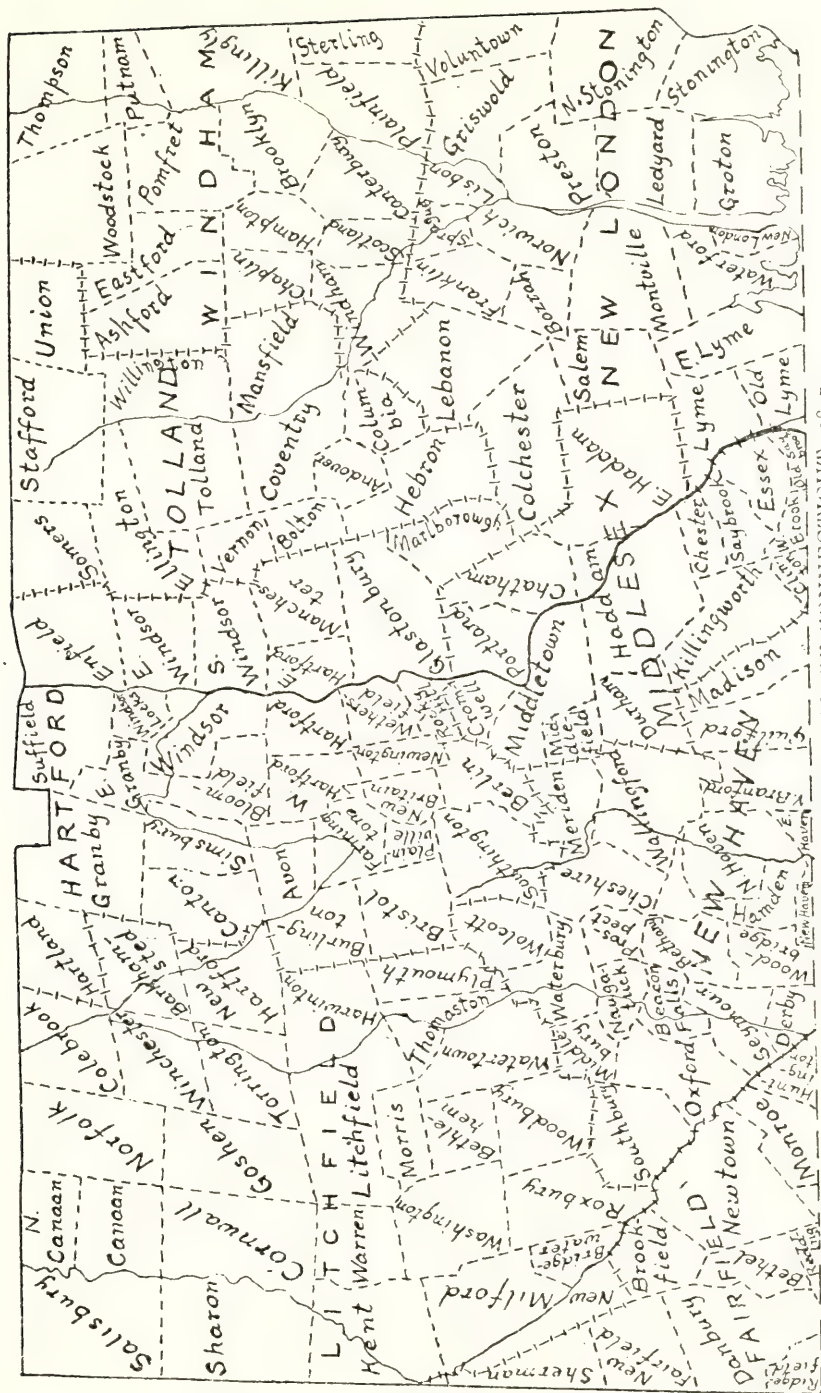 HARTFORD
LITCHFIELD
TOLLAND
WINDHAM
NEW LONDON
MIDDLESEX
NEW HAVEN
FAIRFIELD
Salisbury
N. Canaan
Canaan
Norfolk
Colebrook
Hartland
Granby
Suffield
E. Granby
Windsor Locks
Enfield
Somers
Stafford
Union
Woodstock
Thompson
Putnam
Sharon
Cornwall
Goshen
Winchester
Torrington
Barkhamsted
New Hartford
Canton
Simsbury
Bloomfield
Windsor
E. Windsor
S. Windsor
Ellington
Tolland
Willington
Ashford
Eastford
Pomfret
Killingly
Kent
Warren
Litchfield
Morris
Harwinton
Burlington
Avon
Farmington
W. Hartford
Hartford
E. Hartford
Manchester
Vernon
Bolton
Coventry
Mansfield
Chaplin
Hampton
Brooklyn
Sterling
Plainfield
Canterbury
Scotland
Windham
Columbia
Andover
Hebron
Lebanon
Franklin
Sprague
Lisbon
Griswold
Voluntown
Sherman
New Milford
Washington
Bethlehem
Watertown
Thomaston
Plymouth
Bristol
Plainville
New Britain
Newington
Wethersfield
Rocky Hill
Glastonbury
Marlborough
Colchester
Bozrah
Norwich
Preston
N. Stonington
Bridgewater
Roxbury
Woodbury
Southbury
Middlebury
Waterbury
Wolcott
Southington
Berlin
Cromwell
Portland
Chatham
Middletown
Middlefield
Meriden
Cheshire
Prospect
Naugatuck
Beacon Falls
Oxford
Seymour
Bethany
Wallingford
Durham
Haddam
E. Haddam
Salem
Montville
Ledyard
Stonington
Groton
New London
Waterford
E. Lyme
Lyme
Old Lyme
Chester
Saybrook
Essex
Old Saybrook
Westbrook
Clinton
Killingworth
Madison
Guilford
N. Branford
N. Haven
E. Haven
Hamden
New Haven
Woodbridge
Derby
Huntington
Monroe
Newtown
Brookfield
New Fairfield
Danbury
Bethel
Redding
Ridgefield